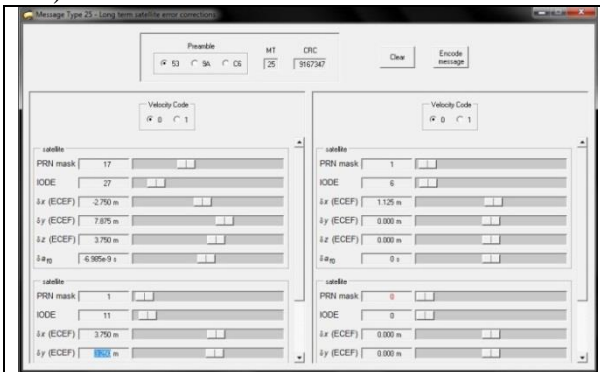 Message Type 25 - Long term satellite error corrections
Preamble
53 9A C6
MT
25
CRC
9167347
Clear
Encode message
Velocity Code
0 1
satellite
PRN mask 17
IODE 27
δx (ECEF) -2.750 m
δy (ECEF) 7.875 m
δz (ECEF) 3.750 m
δaf0 6.985e-9 s
satellite
PRN mask 1
IODE 11
δx (ECEF) 3.750 m
δy (ECEF) m
Velocity Code
0 1
satellite
PRN mask 1
IODE 6
δx (ECEF) 1.125 m
δy (ECEF) 0.000 m
δz (ECEF) 0.000 m
δaf0 0 s
satellite
PRN mask 0
IODE 0
δx (ECEF) 0.000 m
δy (ECEF) 0.000 m